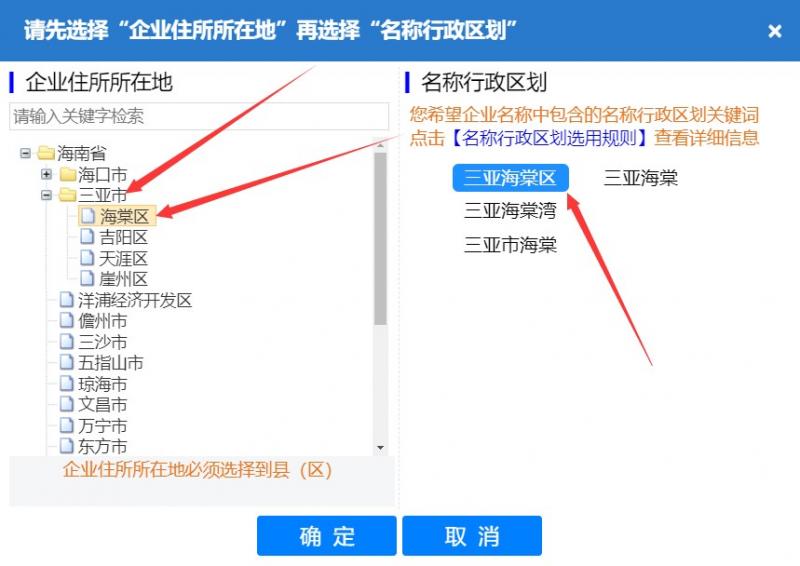 请先选择“企业住所所在地”再选择“名称行政区划”
企业住所所在地
请输入关键字检索
海南省
海口市
三亚市
海棠区
吉阳区
天涯区
崖州区
洋浦经济开发区
儋州市
三沙市
五指山市
琼海市
文昌市
万宁市
东方市
企业住所所在地必须选择到县（区）
名称行政区划
您希望企业名称中包含的名称行政区划关键词
点击【名称行政区划选用规则】查看详细信息
三亚海棠区 三亚海棠
三亚海棠湾
三亚市海棠
确 定 取 消